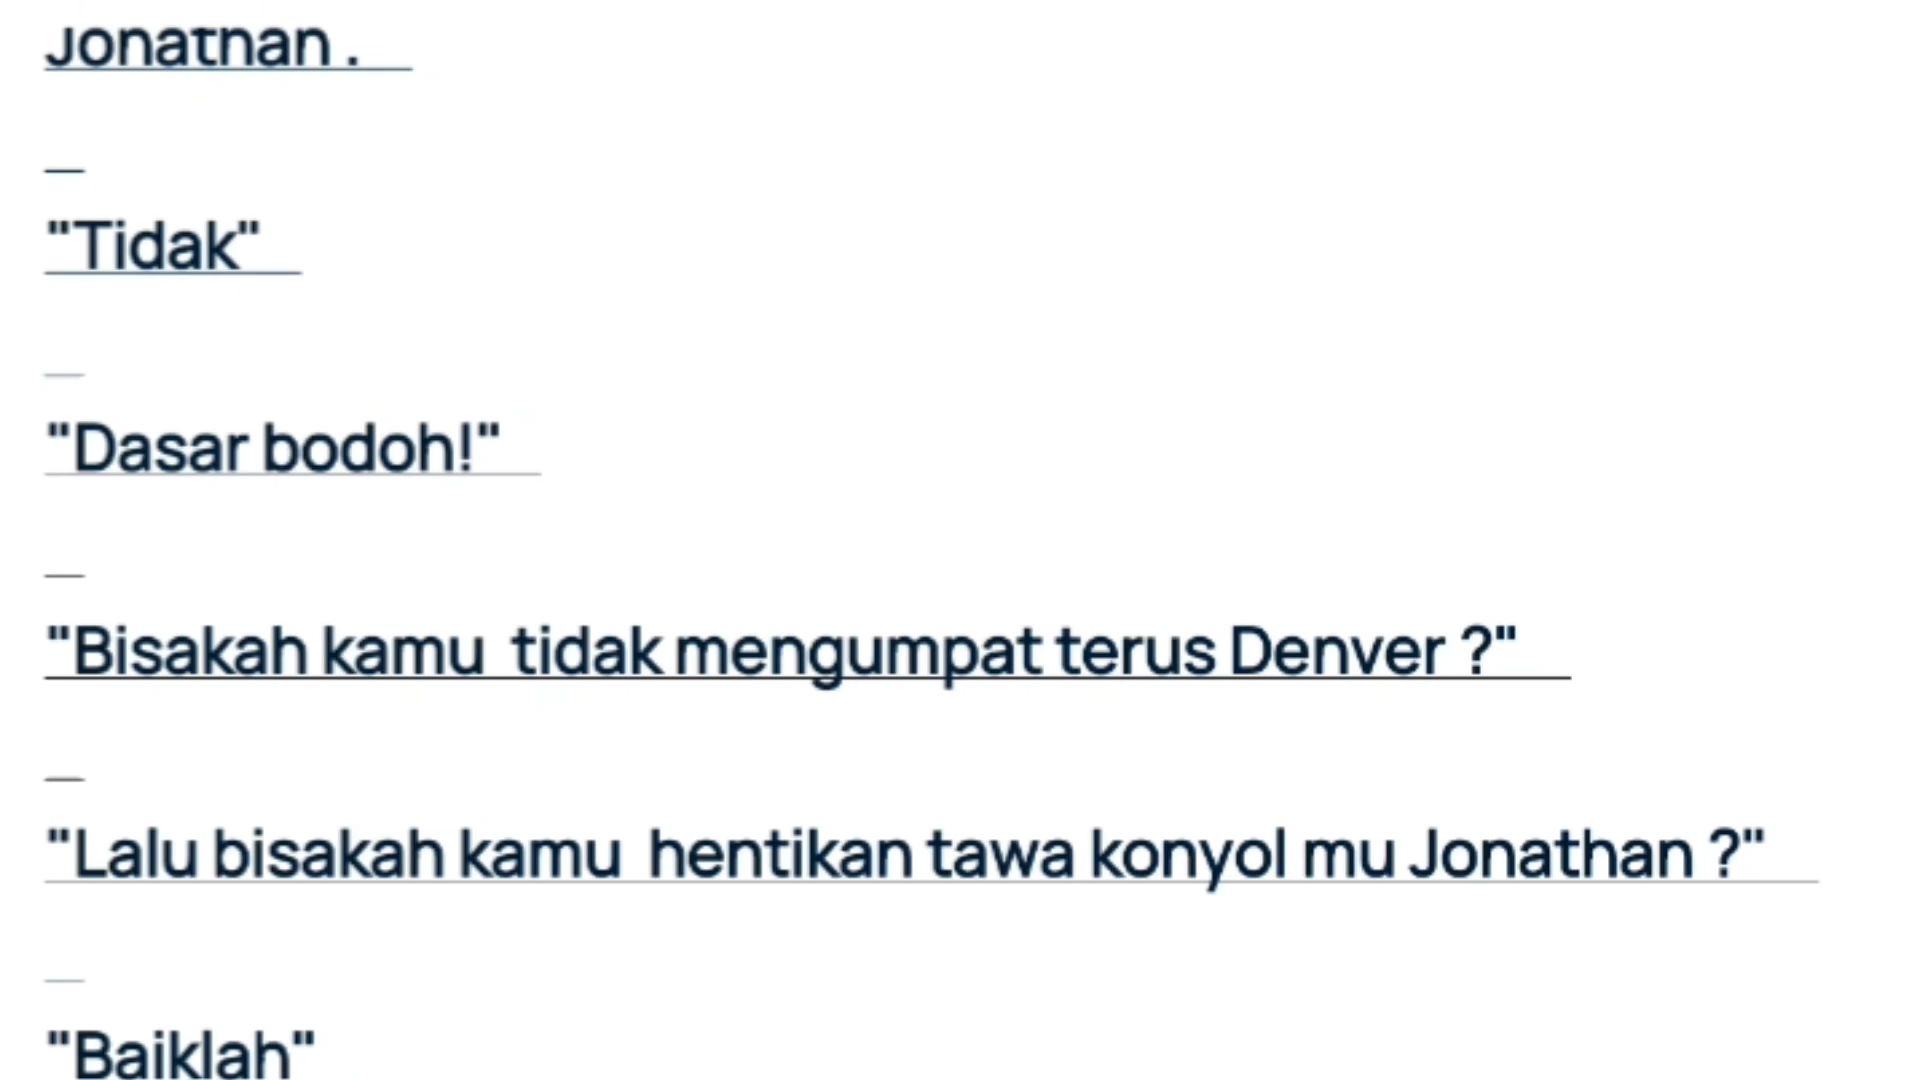 Jonathan .
"Tidak"
"Dasar bodoh!"
"Bisakah kamu  tidak mengumpat terus Denver ?"
"Lalu bisakah kamu  hentikan tawa konyol mu Jonathan ?"
"Baiklah"